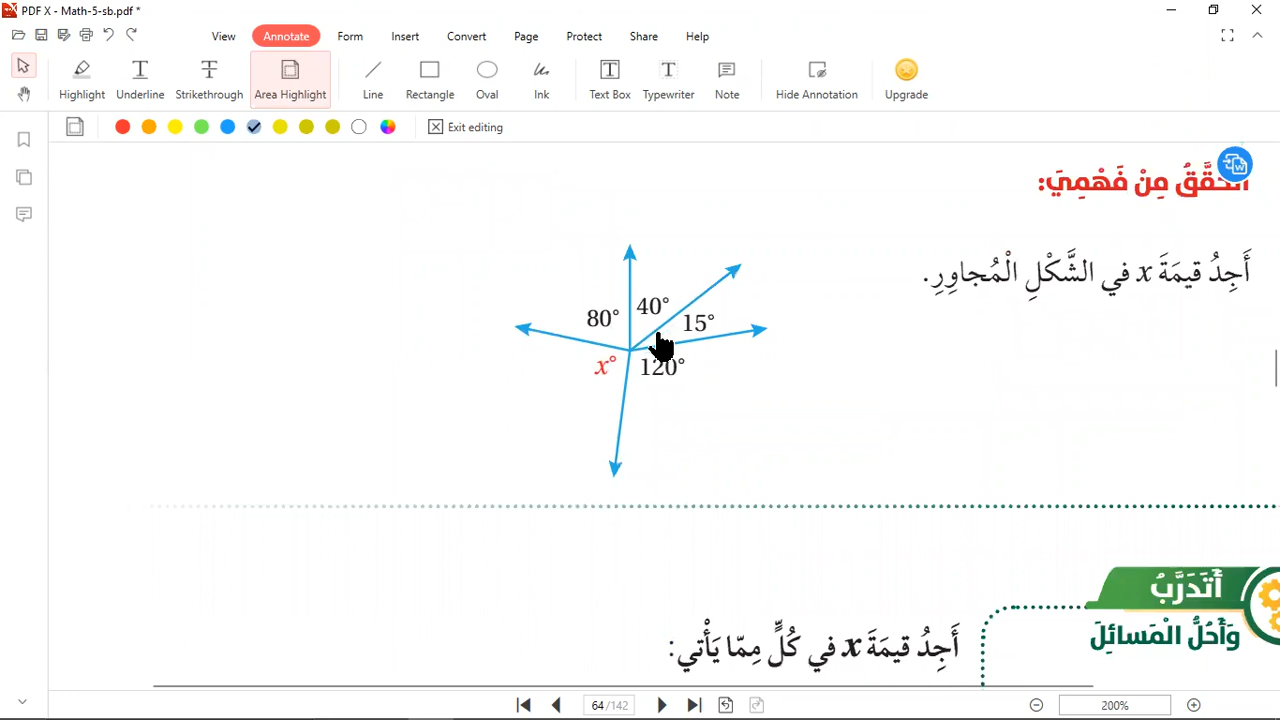 PDF X - Math-5-sb.pdf *
View Annotate Form Insert Convert Page Protect Share Help
Highlight Underline Strikethrough Area Highlight Line Rectangle Oval Ink Text Box Typewriter Note Hide Annotation Upgrade
Exit editing
أَتَحَقَّقُ مِنْ فَهْمِيَ:
أَجِدُ قيمَةَ x في الشَّكْلِ الْمُجاوِرِ.
80° 40° 15°
x° 120°
أَتَدَرَّبُ
وَأَحُلُّ الْمَسائِلَ
أَجِدُ قيمَةَ x في كُلٍّ مِمّا يَأْتي:
64 /142
200%